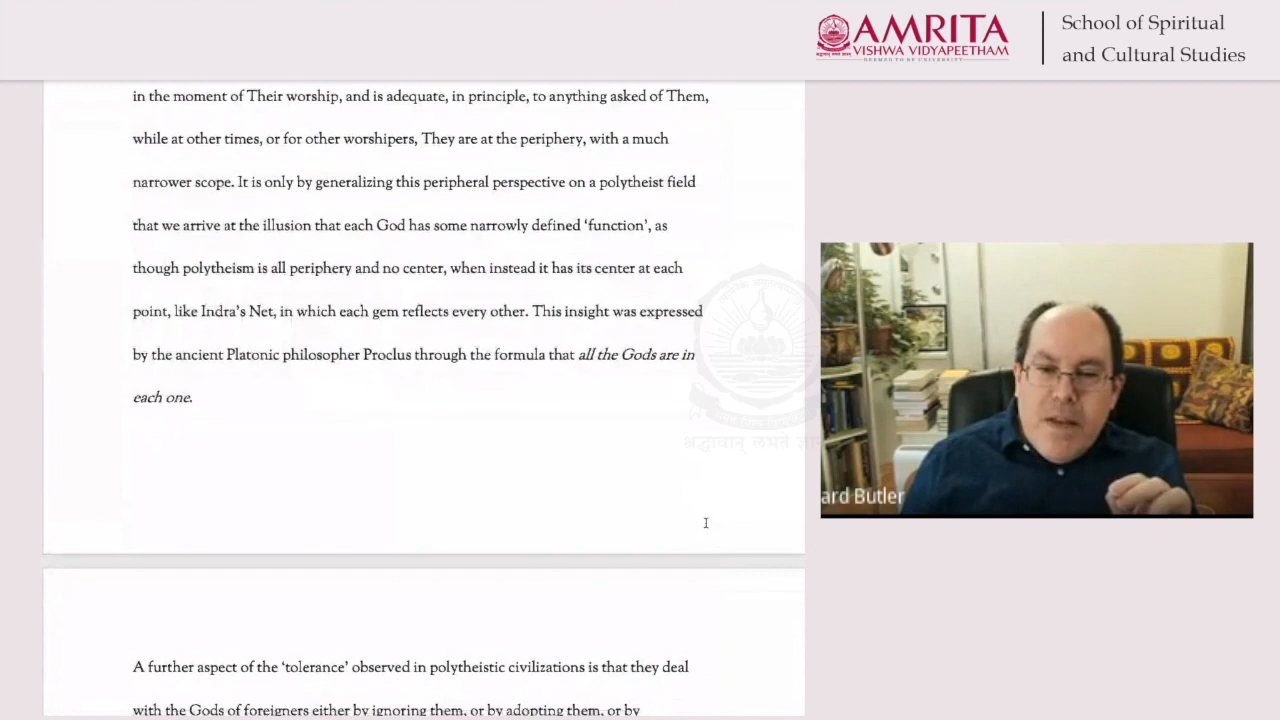 AMRITA
VISHWA VIDYAPEETHAM
DEEMED TO BE UNIVERSITY
School of Spiritual
and Cultural Studies
in the moment of Their worship, and is adequate, in principle, to anything asked of Them,
while at other times, or for other worshipers, They are at the periphery, with a much
narrower scope. It is only by generalizing this peripheral perspective on a polytheist field
that we arrive at the illusion that each God has some narrowly defined ‘function’, as
though polytheism is all periphery and no center, when instead it has its center at each
point, like Indra’s Net, in which each gem reflects every other. This insight was expressed
by the ancient Platonic philosopher Proclus through the formula that all the Gods are in
each one.
श्रद्धावान् लभते
ard Butler
A further aspect of the ‘tolerance’ observed in polytheistic civilizations is that they deal
with the Gods of foreigners either by ignoring them, or by adopting them, or by